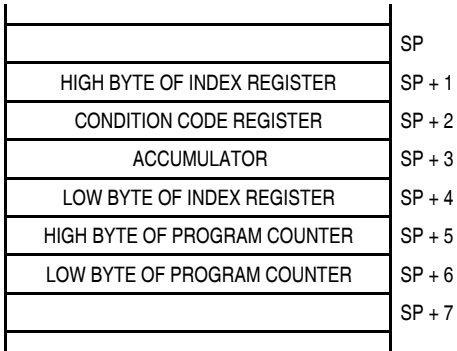 SP
HIGH BYTE OF INDEX REGISTER SP + 1
CONDITION CODE REGISTER SP + 2
ACCUMULATOR SP + 3
LOW BYTE OF INDEX REGISTER SP + 4
HIGH BYTE OF PROGRAM COUNTER SP + 5
LOW BYTE OF PROGRAM COUNTER SP + 6
SP + 7